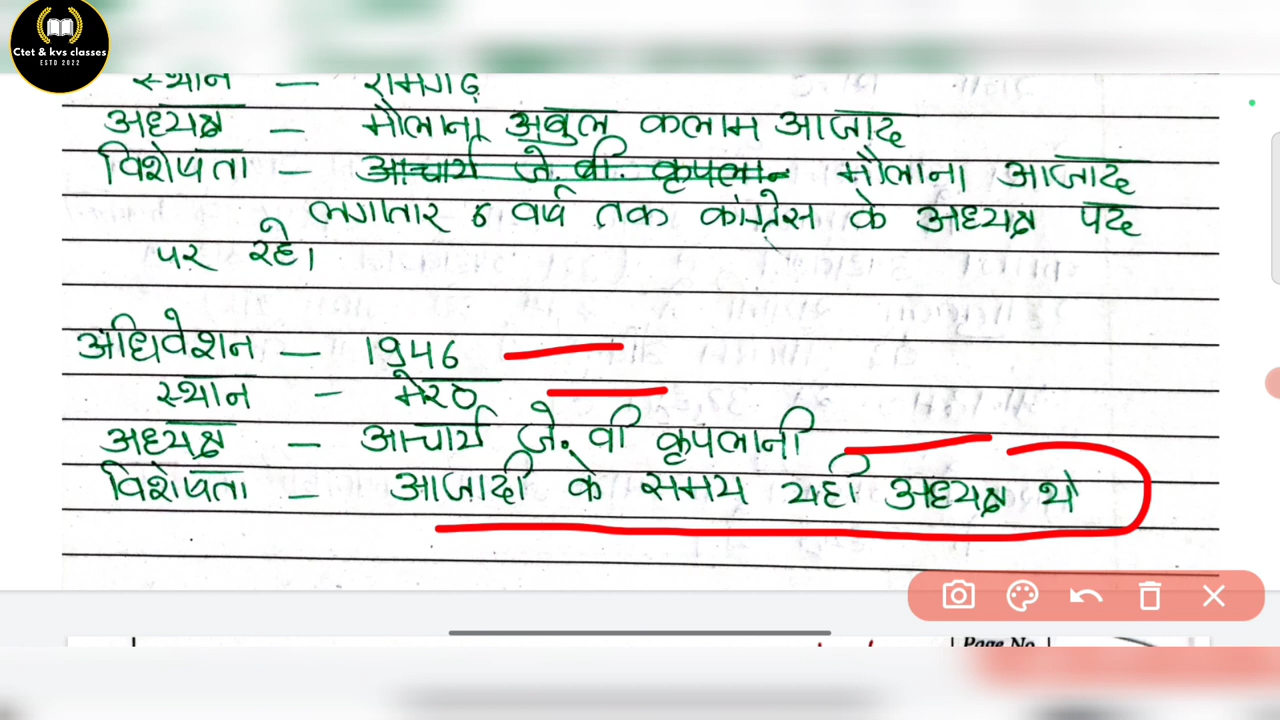 Ctet & kvs classes
ESTD 2022
स्थान – रामगढ़
अध्यक्ष – मौलाना अबुल कलाम आजाद
विशेषता – आचार्य जे. बी. कृपलान मौलाना आजाद
लगातार 6 वर्ष तक कांग्रेस के अध्यक्ष पद
पर रहे।
अधिवेशन – 1946
स्थान – मेरठ
अध्यक्ष – आचार्य जे. वी कृपलानी
विशेषता – आजादी के समय यही अध्यक्ष थे
Page No